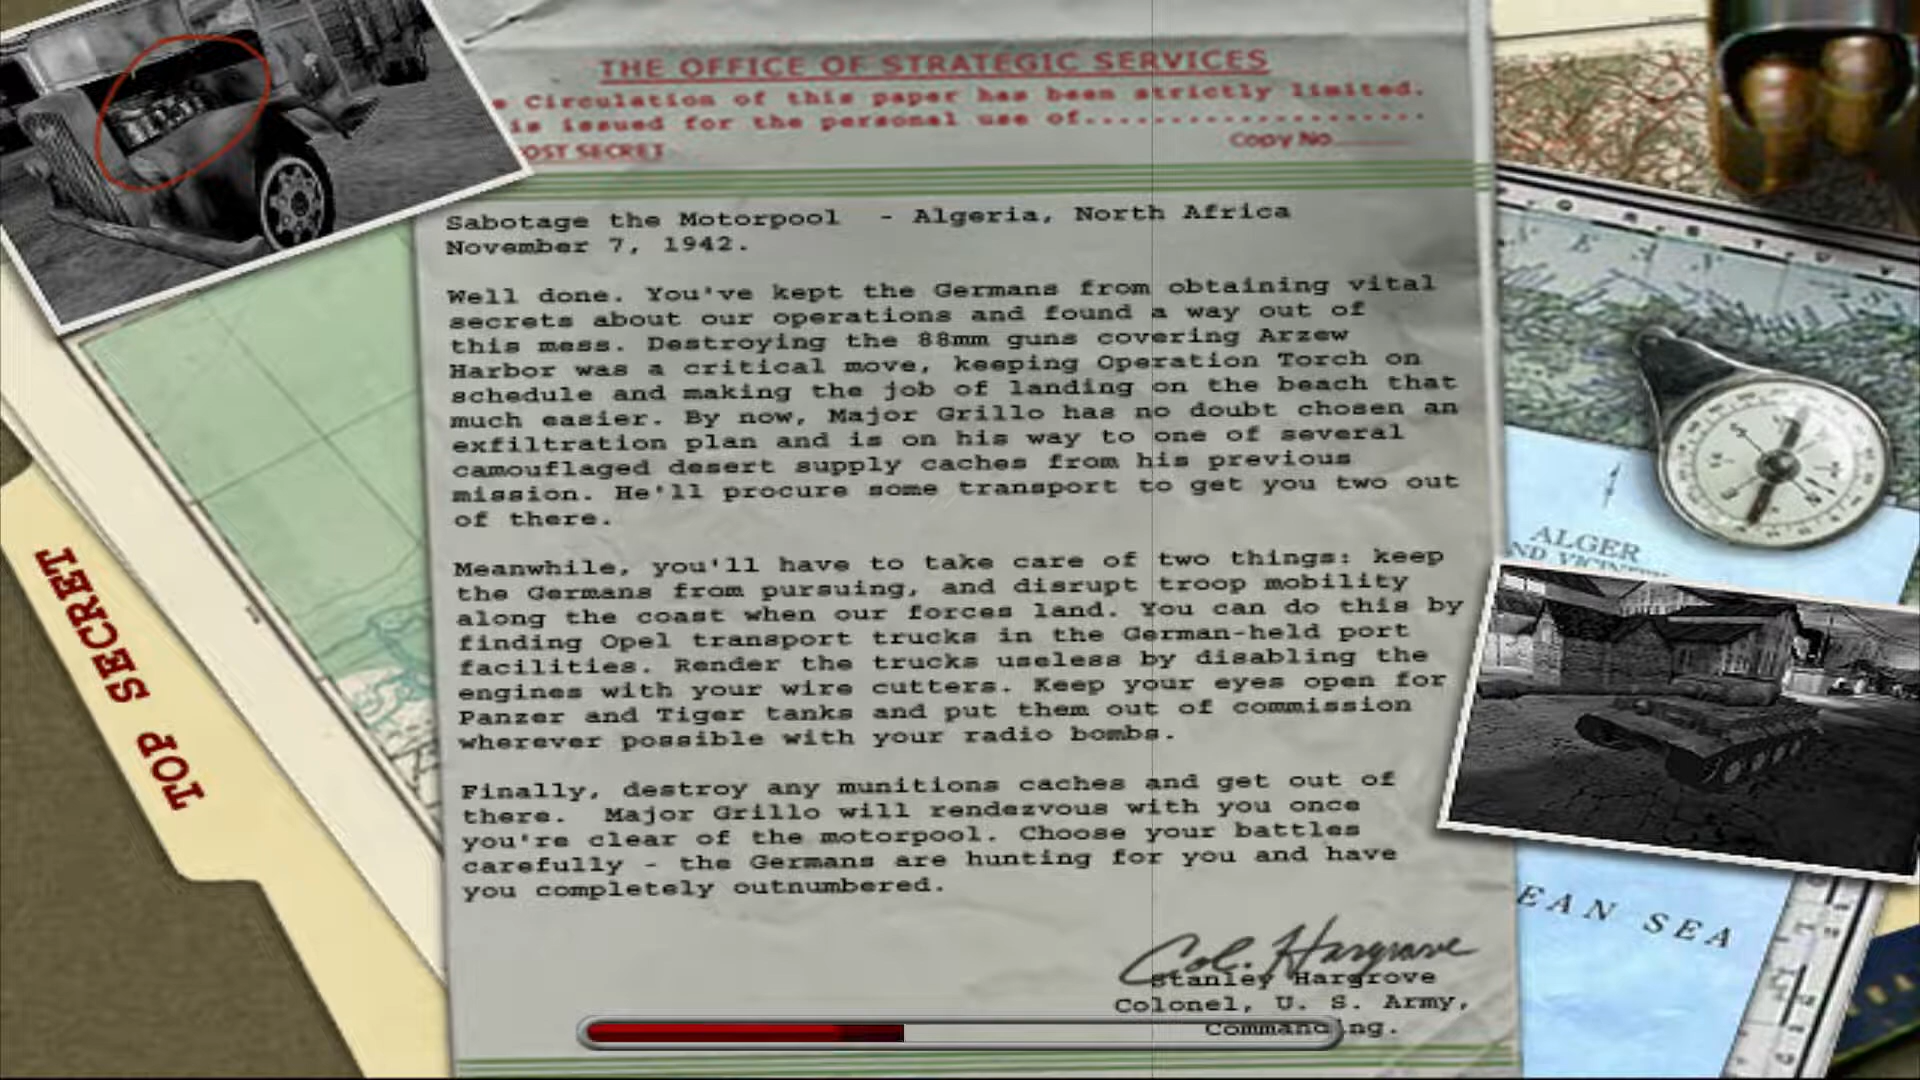 THE OFFICE OF STRATEGIC SERVICES
e Circulation of this paper has been strictly limited.
is issued for the personal use of......................
OST SECRET
Copy No.........
Sabotage the Motorpool - Algeria, North Africa
November 7, 1942.
Well done. You've kept the Germans from obtaining vital
secrets about our operations and found a way out of
this mess. Destroying the 88mm guns covering Arzew
Harbor was a critical move, keeping Operation Torch on
schedule and making the job of landing on the beach that
much easier. By now, Major Grillo has no doubt chosen an
exfiltration plan and is on his way to one of several
camouflaged desert supply caches from his previous
mission. He'll procure some transport to get you two out
of there.
Meanwhile, you'll have to take care of two things: keep
the Germans from pursuing, and disrupt troop mobility
along the coast when our forces land. You can do this by
finding Opel transport trucks in the German-held port
facilities. Render the trucks useless by disabling the
engines with your wire cutters. Keep your eyes open for
Panzer and Tiger tanks and put them out of commission
wherever possible with your radio bombs.
Finally, destroy any munitions caches and get out of
there. Major Grillo will rendezvous with you once
you're clear of the motorpool. Choose your battles
carefully - the Germans are hunting for you and have
you completely outnumbered.
Col. Hargrove
Stanley Hargrove
Colonel, U. S. Army,
Commanding.
TOP SECRET
ALGER
EAN SEA